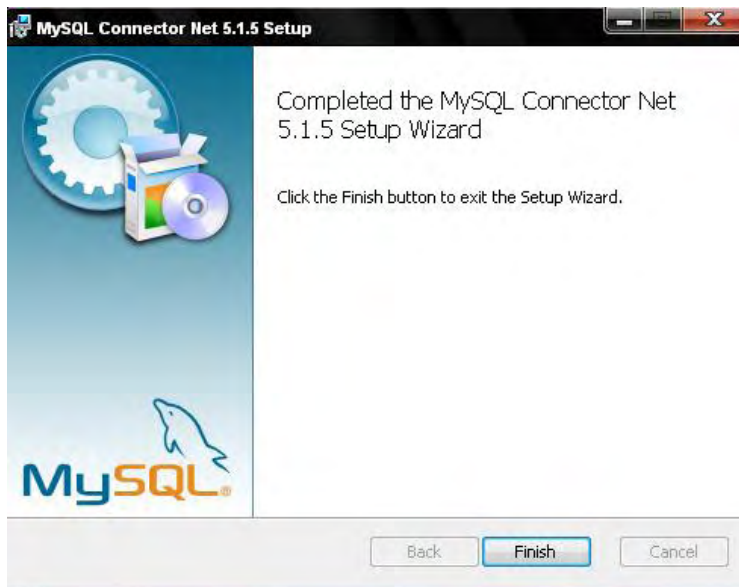 MySQL Connector Net 5.1.5 Setup
Completed the MySQL Connector Net
5.1.5 Setup Wizard
Click the Finish button to exit the Setup Wizard.
MySQL®
Back Finish Cancel